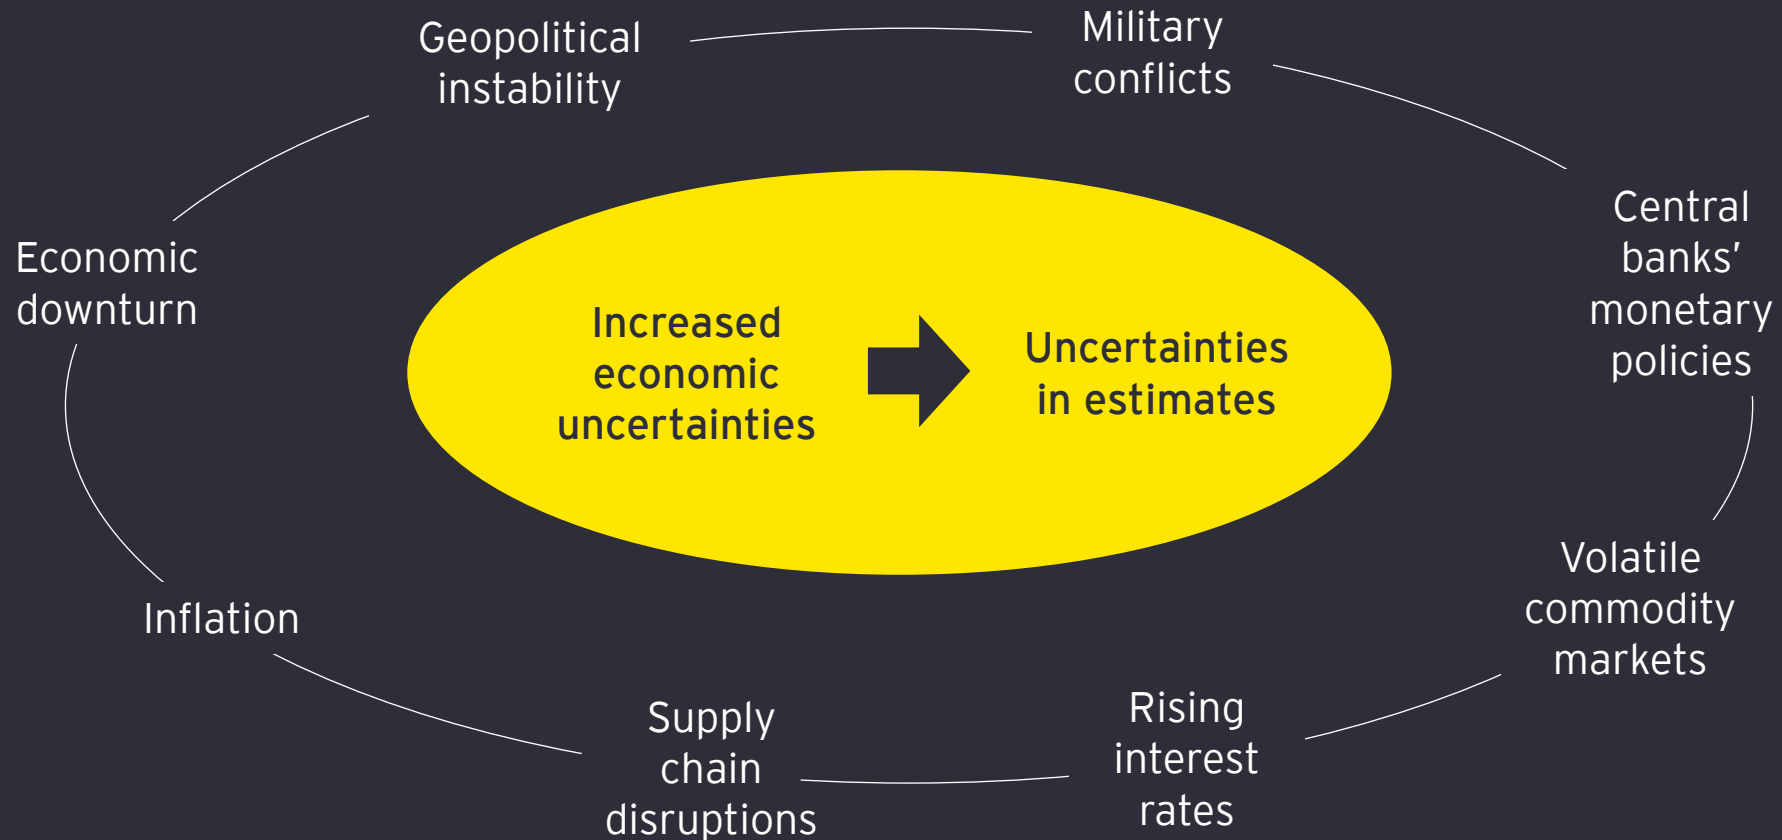 Geopolitical
instability
Military
conflicts
Central
banks’
monetary
policies
Volatile
commodity
markets
Rising
interest
rates
Supply
chain
disruptions
Inflation
Economic
downturn
Increased
economic
uncertainties
Uncertainties
in estimates